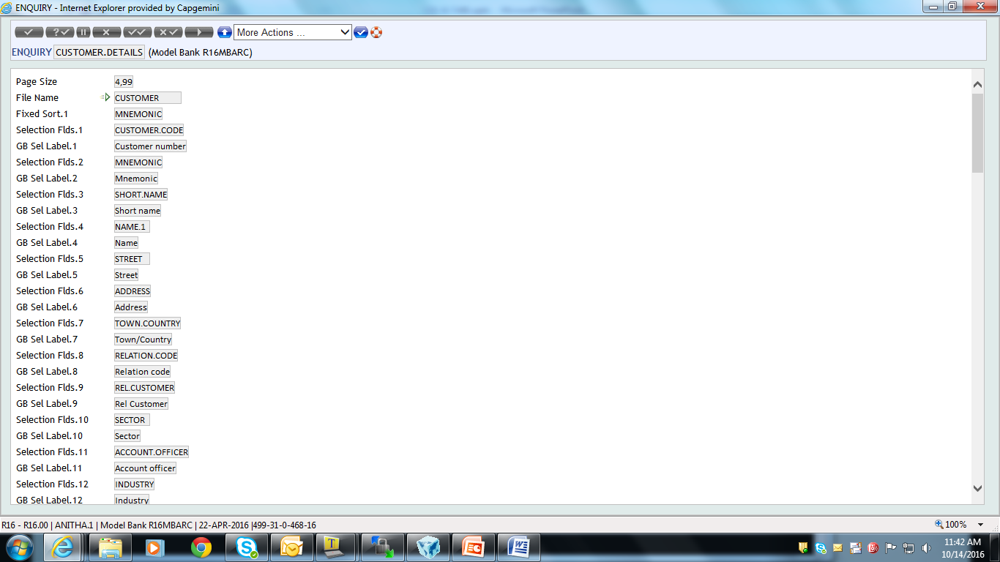 ENQUIRY - Internet Explorer provided by Capgemini
More Actions ...
ENQUIRY CUSTOMER.DETAILS (Model Bank R16MBARC)
Page Size 4,99
File Name CUSTOMER
Fixed Sort.1 MNEMONIC
Selection Flds.1 CUSTOMER.CODE
GB Sel Label.1 Customer number
Selection Flds.2 MNEMONIC
GB Sel Label.2 Mnemonic
Selection Flds.3 SHORT.NAME
GB Sel Label.3 Short name
Selection Flds.4 NAME.1
GB Sel Label.4 Name
Selection Flds.5 STREET
GB Sel Label.5 Street
Selection Flds.6 ADDRESS
GB Sel Label.6 Address
Selection Flds.7 TOWN.COUNTRY
GB Sel Label.7 Town/Country
Selection Flds.8 RELATION.CODE
GB Sel Label.8 Relation code
Selection Flds.9 REL.CUSTOMER
GB Sel Label.9 Rel Customer
Selection Flds.10 SECTOR
GB Sel Label.10 Sector
Selection Flds.11 ACCOUNT.OFFICER
GB Sel Label.11 Account officer
Selection Flds.12 INDUSTRY
GB Sel Label.12 Industry
R16 - R16.00 | ANITHA.1 | Model Bank R16MBARC | 22-APR-2016 |499-31-0-468-16
100%
11:42 AM
10/14/2016